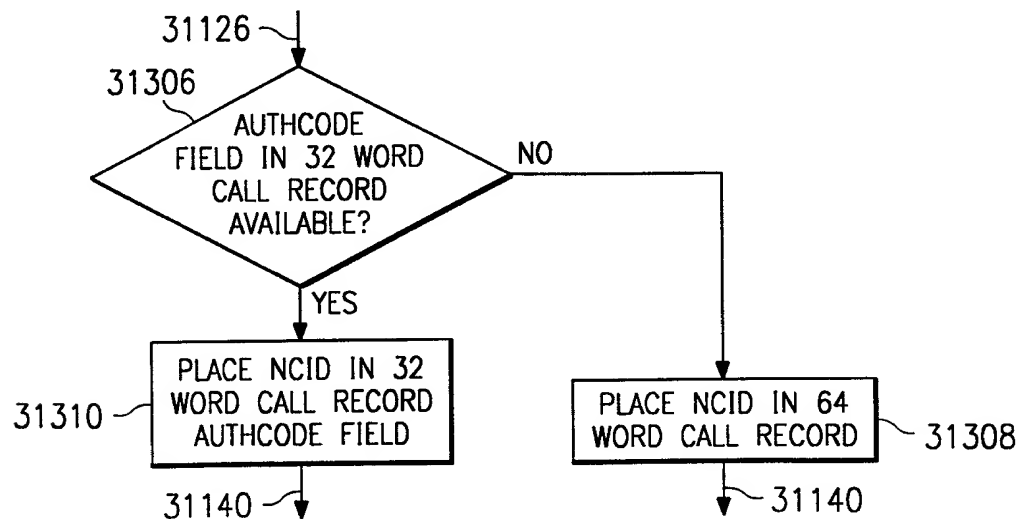 31126
31306
AUTHCODE
FIELD IN 32 WORD
CALL RECORD
AVAILABLE?
NO
YES
PLACE NCID IN 32
WORD CALL RECORD
AUTHCODE FIELD
31310
PLACE NCID IN 64
WORD CALL RECORD
31308
31140
31140